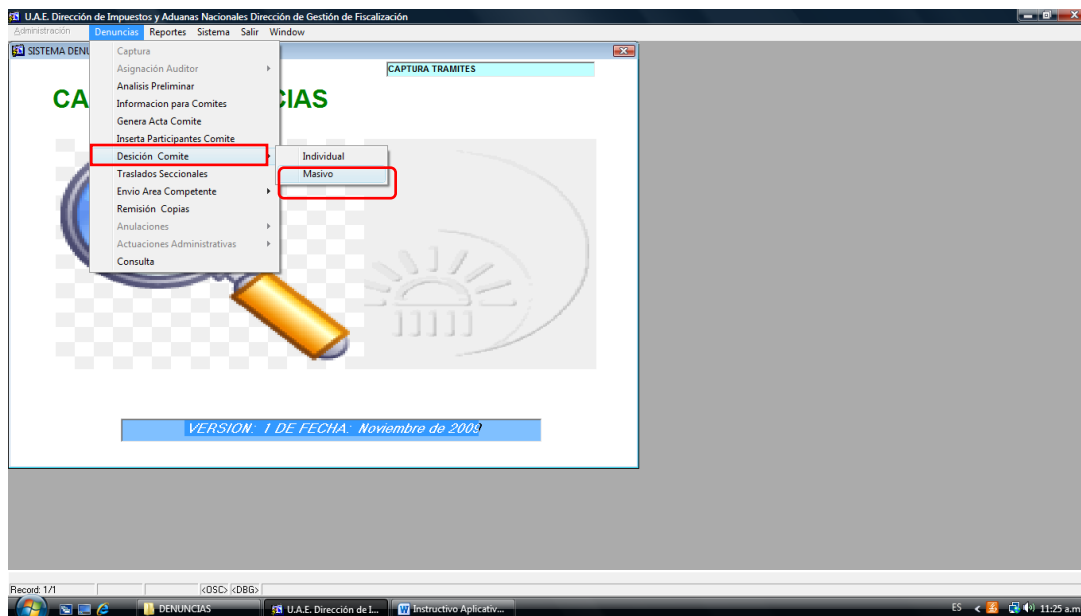 U.A.E. Dirección de Impuestos y Aduanas Nacionales Dirección de Gestión de Fiscalización
Administración Denuncias Reportes Sistema Salir Window
SISTEMA DENU
CAPTURA TRAMITES
CA CIAS
Captura
Asignación Auditor
Analisis Preliminar
Informacion para Comites
Genera Acta Comite
Inserta Participantes Comite
Desición Comite
Traslados Seccionales
Envio Area Competente
Remisión Copias
Anulaciones
Actuaciones Administrativas
Consulta
Individual
Masivo
VERSION: 1 DE FECHA: Noviembre de 2009
Record: 1/1 <OSC> <DBG>
DENUNCIAS U.A.E. Dirección de I... Instructivo Aplicativ... ES < 11:25 a.m